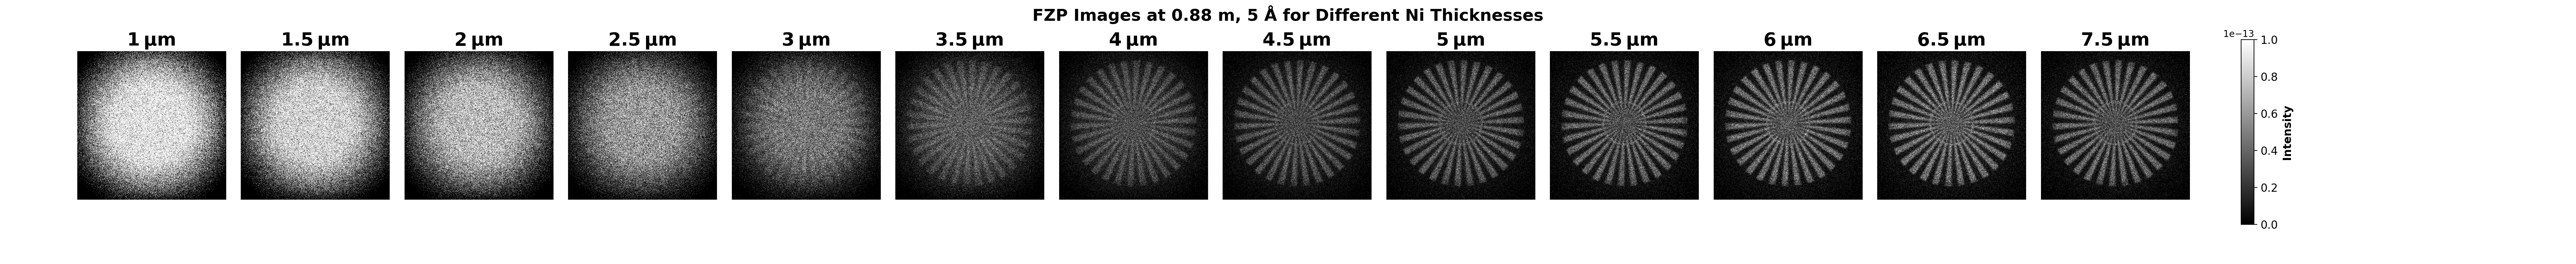 FZP Images at 0.88 m, 5 Å for Different Ni Thicknesses
1 μm 1.5 μm 2 μm 2.5 μm 3 μm 3.5 μm 4 μm 4.5 μm 5 μm 5.5 μm 6 μm 6.5 μm 7.5 μm
1e−13
1.0
0.8
0.6
0.4
0.2
0.0
Intensity